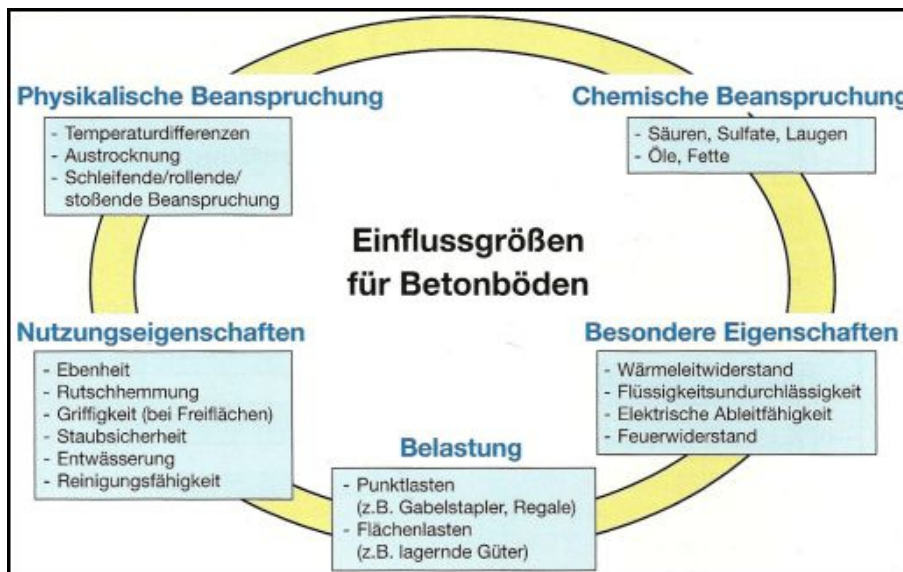 Physikalische Beanspruchung
- Temperaturdifferenzen
- Austrocknung
- Schleifende/rollende/
stoßende Beanspruchung
Chemische Beanspruchung
- Säuren, Sulfate, Laugen
- Öle, Fette
Einflussgrößen
für Betonböden
Nutzungseigenschaften
- Ebenheit
- Rutschhemmung
- Griffigkeit (bei Freiflächen)
- Staubsicherheit
- Entwässerung
- Reinigungsfähigkeit
Besondere Eigenschaften
- Wärmeleitwiderstand
- Flüssigkeitsundurchlässigkeit
- Elektrische Ableitfähigkeit
- Feuerwiderstand
Belastung
- Punktlasten
(z.B. Gabelstapler, Regale)
- Flächenlasten
(z.B. lagernde Güter)